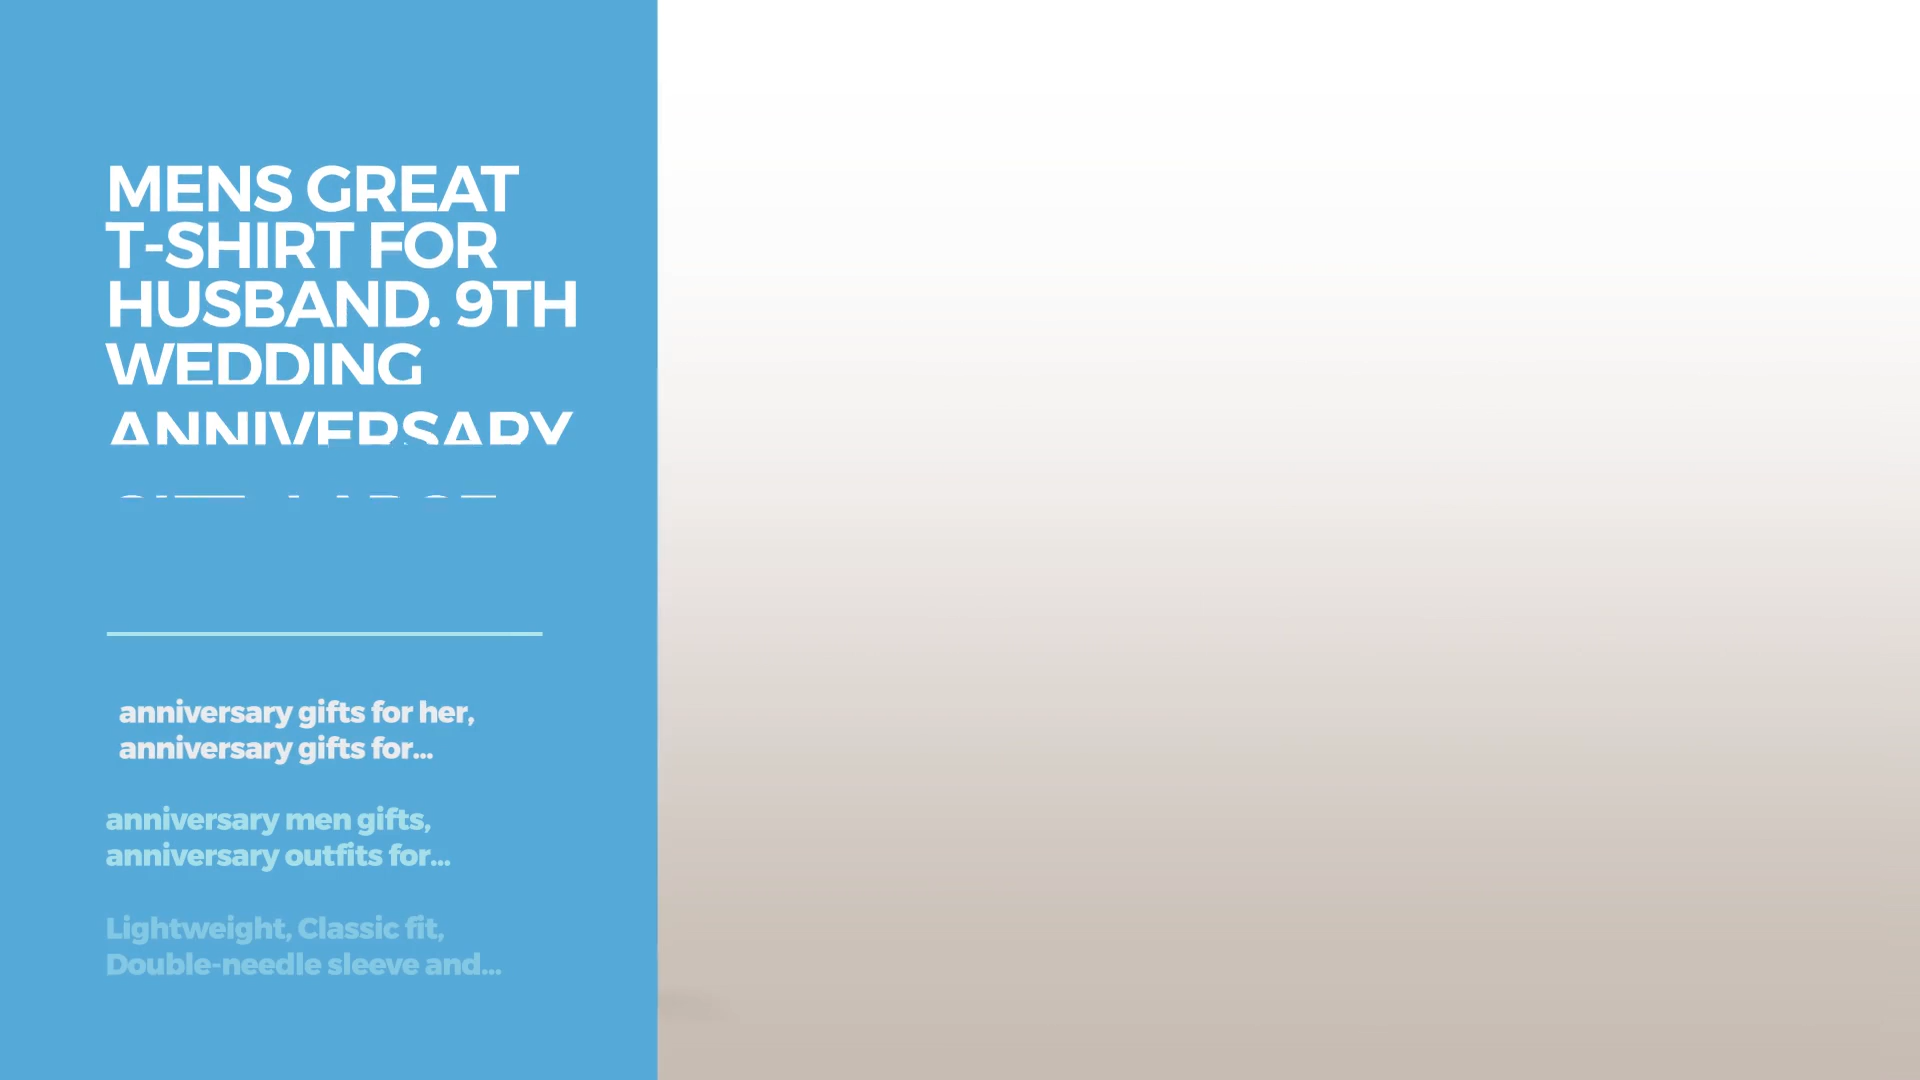 MENS GREAT
T-SHIRT FOR
HUSBAND. 9TH
WEDDING
ANNIVERSARY
anniversary gifts for her,
anniversary gifts for...
anniversary men gifts,
anniversary outfits for...
Lightweight, Classic fit,
Double-needle sleeve and...